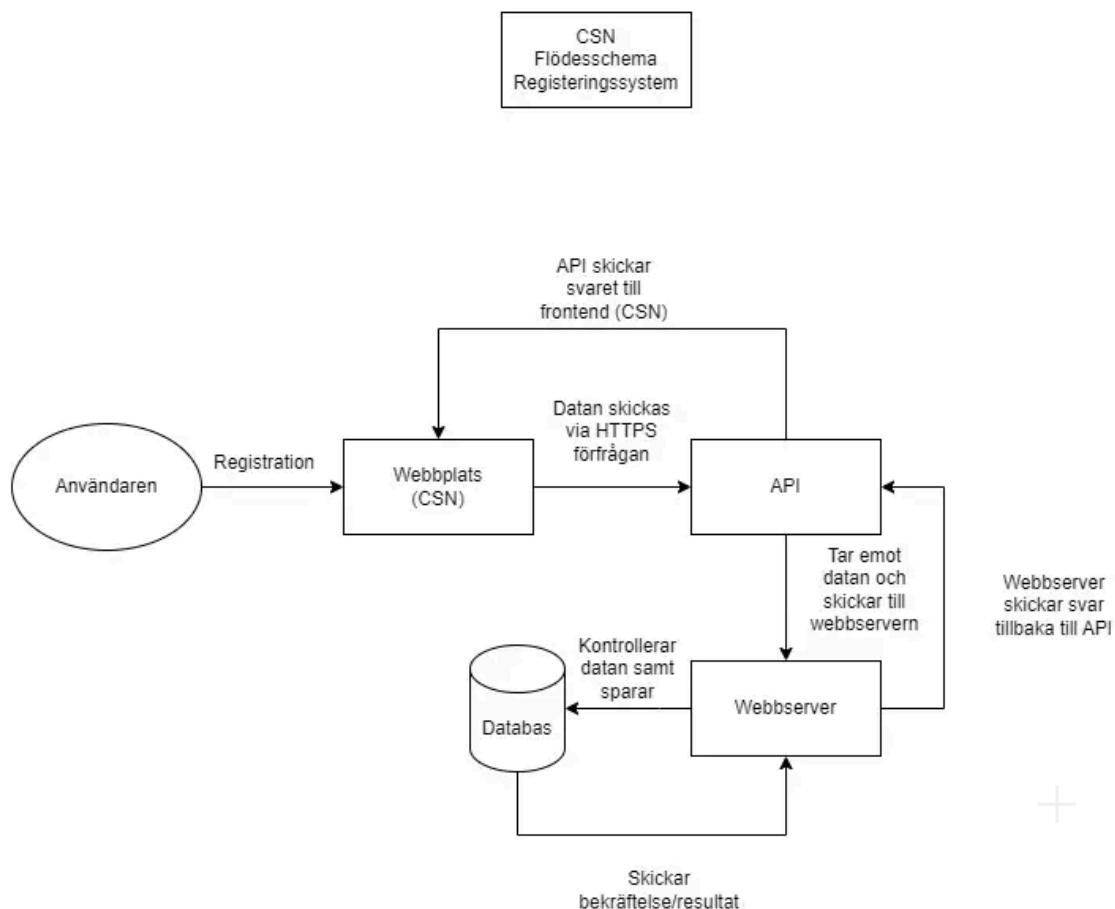 CSN
Flödesschema
Registeringssystem
API skickar
svaret till
frontend (CSN)
Datan skickas
via HTTPS
förfrågan
Registration
Användaren
Webbplats
(CSN)
API
Tar emot
datan och
skickar till
webbservern
Webbserver
skickar svar
tillbaka till API
Kontrollerar
datan samt
sparar
Databas
Webbserver
Skickar
bekräftelse/resultat